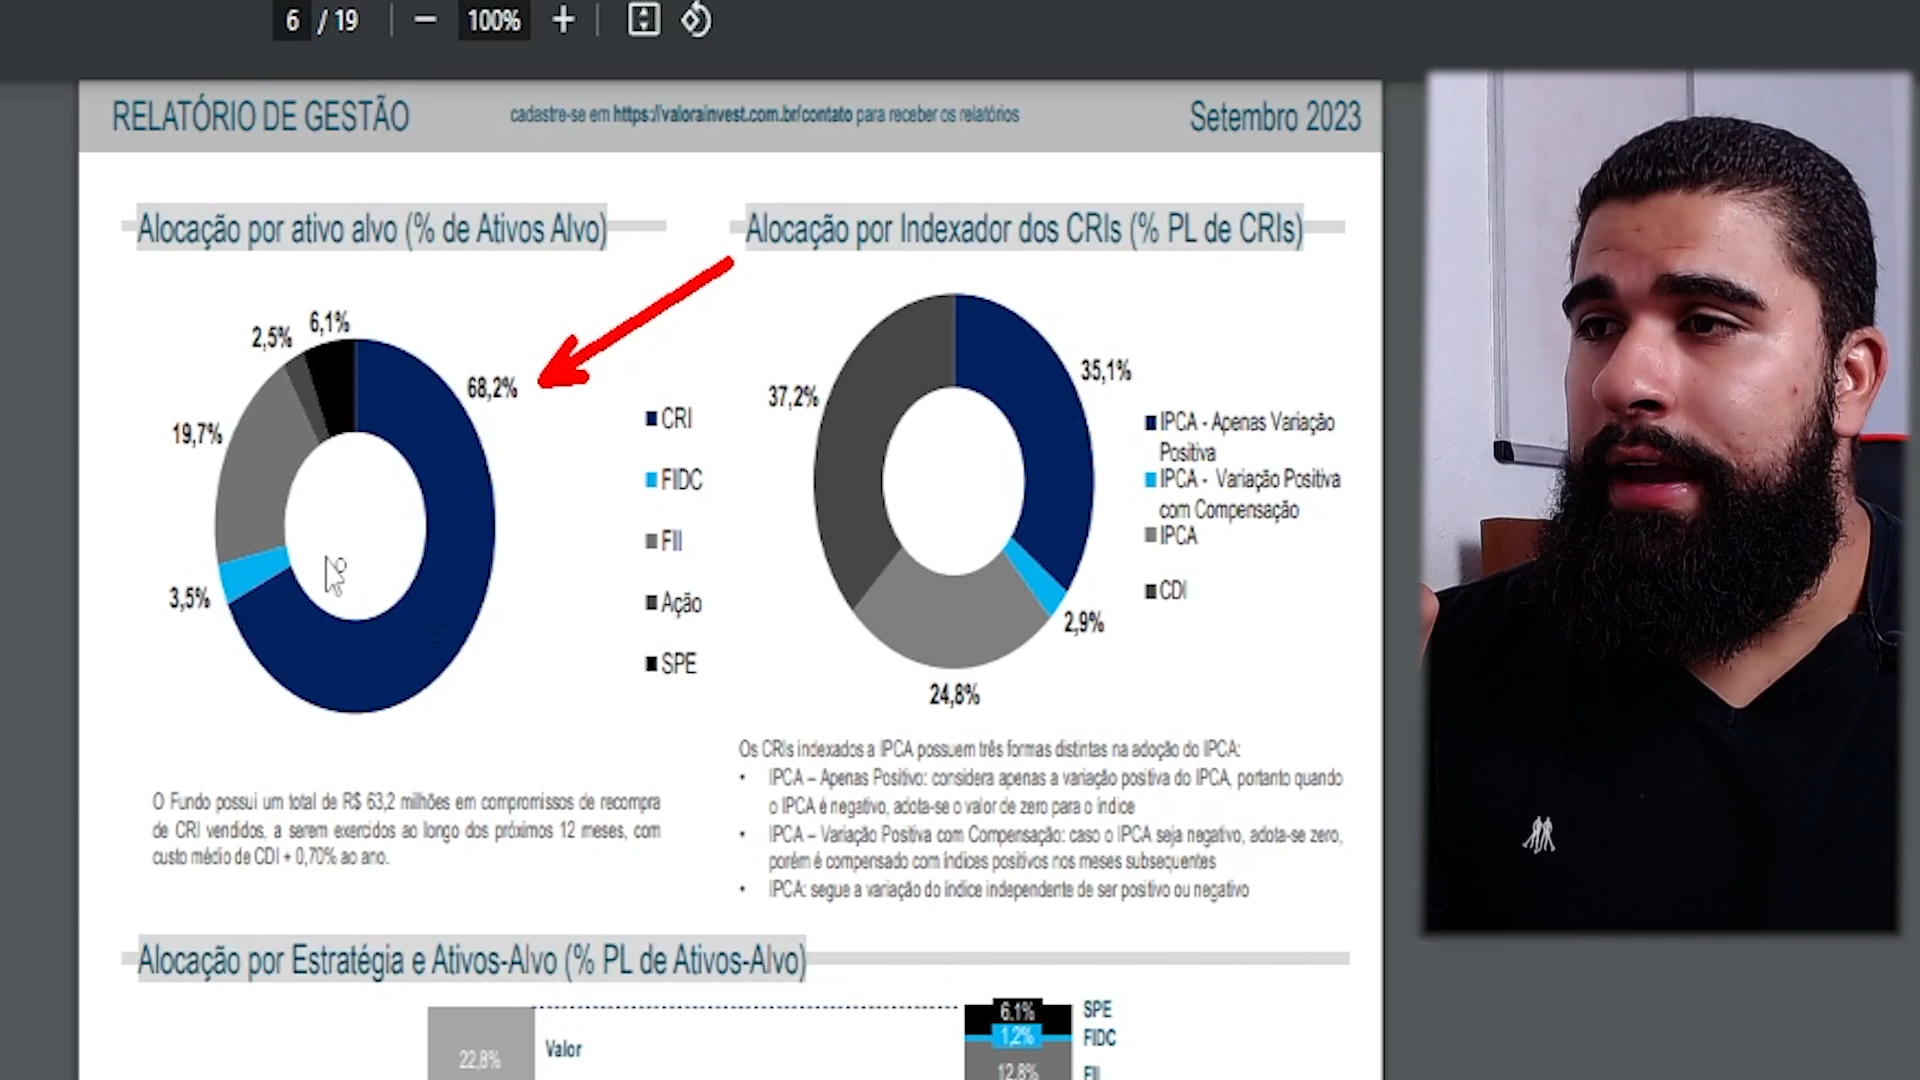 6 / 19
100%
RELATÓRIO DE GESTÃO
cadastre-se em https://valorainvest.com.br/contato para receber os relatórios
Setembro 2023
Alocação por ativo alvo (% de Ativos Alvo)
6,1%
2,5%
68,2%
19,7%
3,5%
CRI
FIDC
FII
Ação
SPE
O Fundo possui um total de R$ 63,2 milhões em compromissos de recompra
de CRI vendidos, a serem exercidos ao longo dos próximos 12 meses, com
custo médio de CDI + 0,70% ao ano.
Alocação por Indexador dos CRIs (% PL de CRIs)
35,1%
37,2%
2,9%
24,8%
IPCA - Apenas Variação
Positiva
IPCA - Variação Positiva
com Compensação
IPCA
CDI
Os CRIs indexados a IPCA possuem três formas distintas na adoção do IPCA:
• IPCA – Apenas Positivo: considera apenas a variação positiva do IPCA, portanto quando
o IPCA é negativo, adota-se o valor de zero para o índice
• IPCA – Variação Positiva com Compensação: caso o IPCA seja negativo, adota-se zero,
porém é compensado com índices positivos nos meses subsequentes
• IPCA: segue a variação do índice independente de ser positivo ou negativo
Alocação por Estratégia e Ativos-Alvo (% PL de Ativos-Alvo)
22,8%
Valor
6.1%
SPE
1,2%
FIDC
12.8%
FII